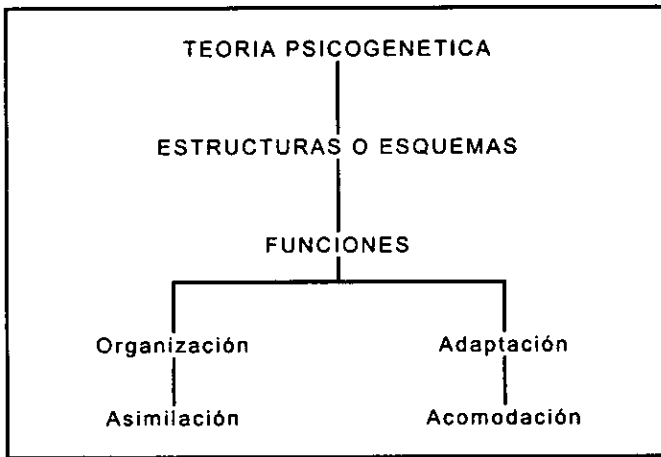 TEORIA PSICOGENETICA
ESTRUCTURAS O ESQUEMAS
FUNCIONES
Organización Adaptación
Asimilación Acomodación